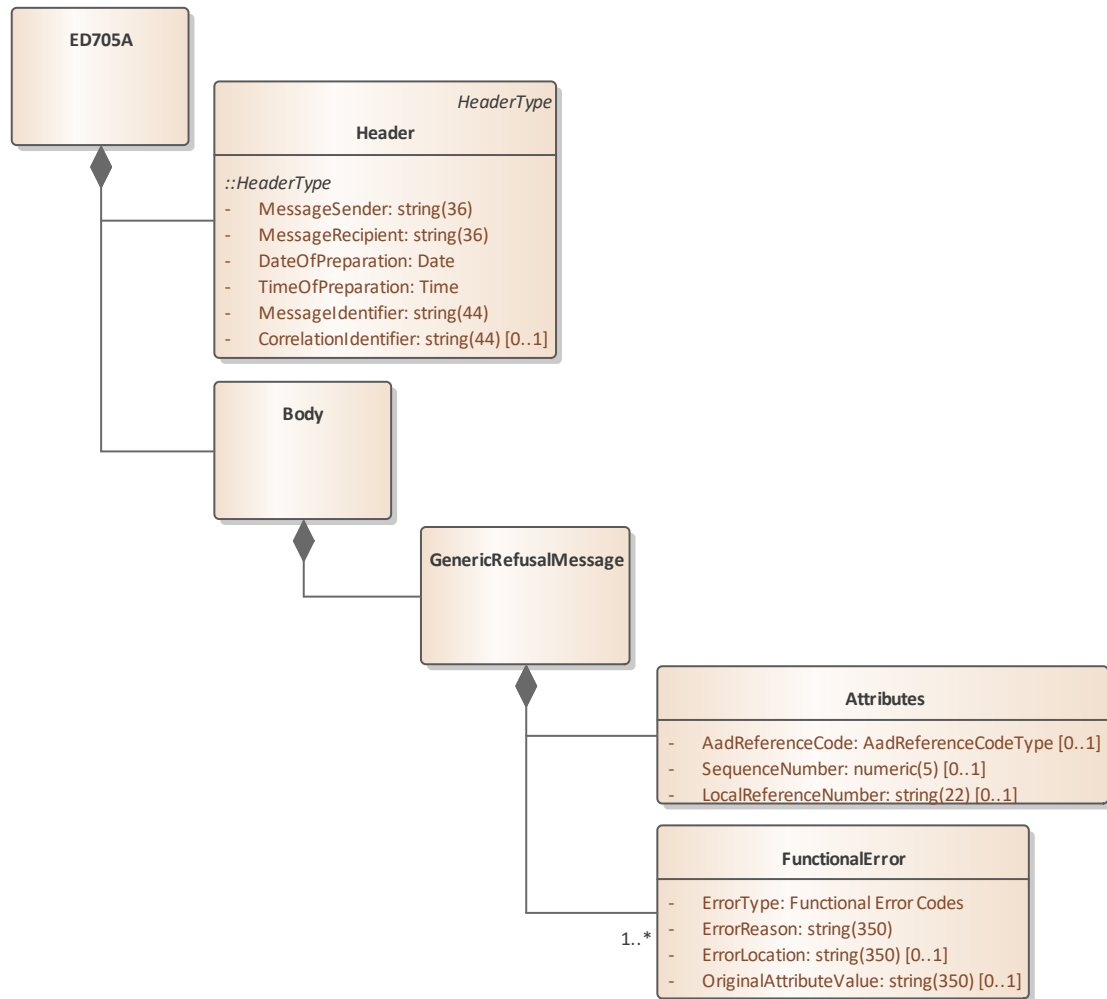 ED705A
HeaderType
Header
::HeaderType
- MessageSender: string(36)
- MessageRecipient: string(36)
- DateOfPreparation: Date
- TimeOfPreparation: Time
- MessageIdentifier: string(44)
- CorrelationIdentifier: string(44) [0..1]
Body
GenericRefusalMessage
Attributes
- AadReferenceCode: AadReferenceCodeType [0..1]
- SequenceNumber: numeric(5) [0..1]
- LocalReferenceNumber: string(22) [0..1]
FunctionalError
- ErrorType: Functional Error Codes
- ErrorReason: string(350)
- ErrorLocation: string(350) [0..1]
- OriginalAttributeValue: string(350) [0..1]
1..*